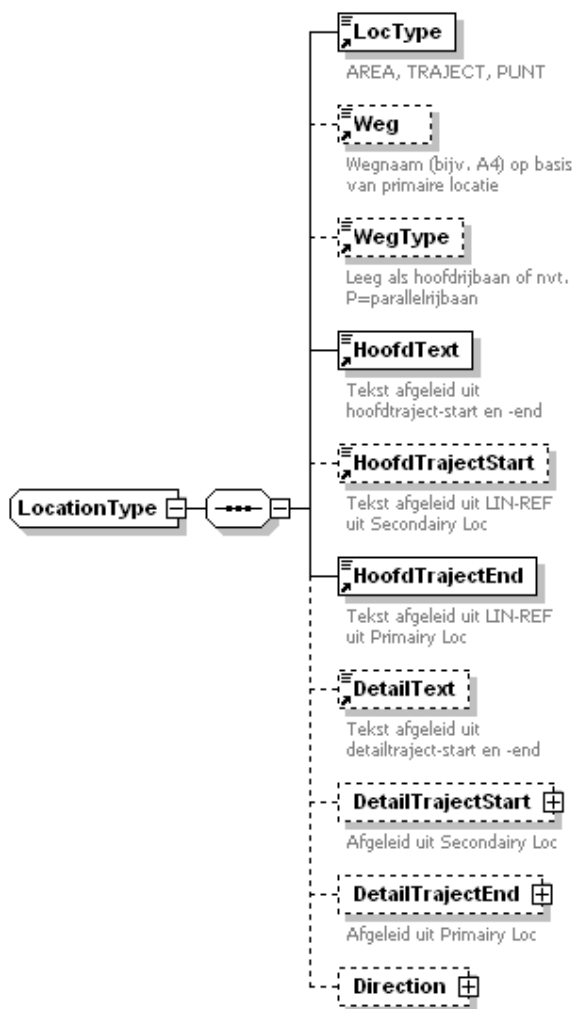 LocType
AREA, TRAJECT, PUNT
Weg
Wegnaam (bijv. A4) op basis
van primaire locatie
WegType
Leeg als hoofdrijbaan of nvt.
P=parallelrijbaan
HoofdText
Tekst afgeleid uit
hoofdtraject-start en -end
HoofdTrajectStart
Tekst afgeleid uit LIN-REF
uit Secondairy Loc
LocationType
HoofdTrajectEnd
Tekst afgeleid uit LIN-REF
uit Primairy Loc
DetailText
Tekst afgeleid uit
detailtraject-start en -end
DetailTrajectStart
Afgeleid uit Secondairy Loc
DetailTrajectEnd
Afgeleid uit Primairy Loc
Direction